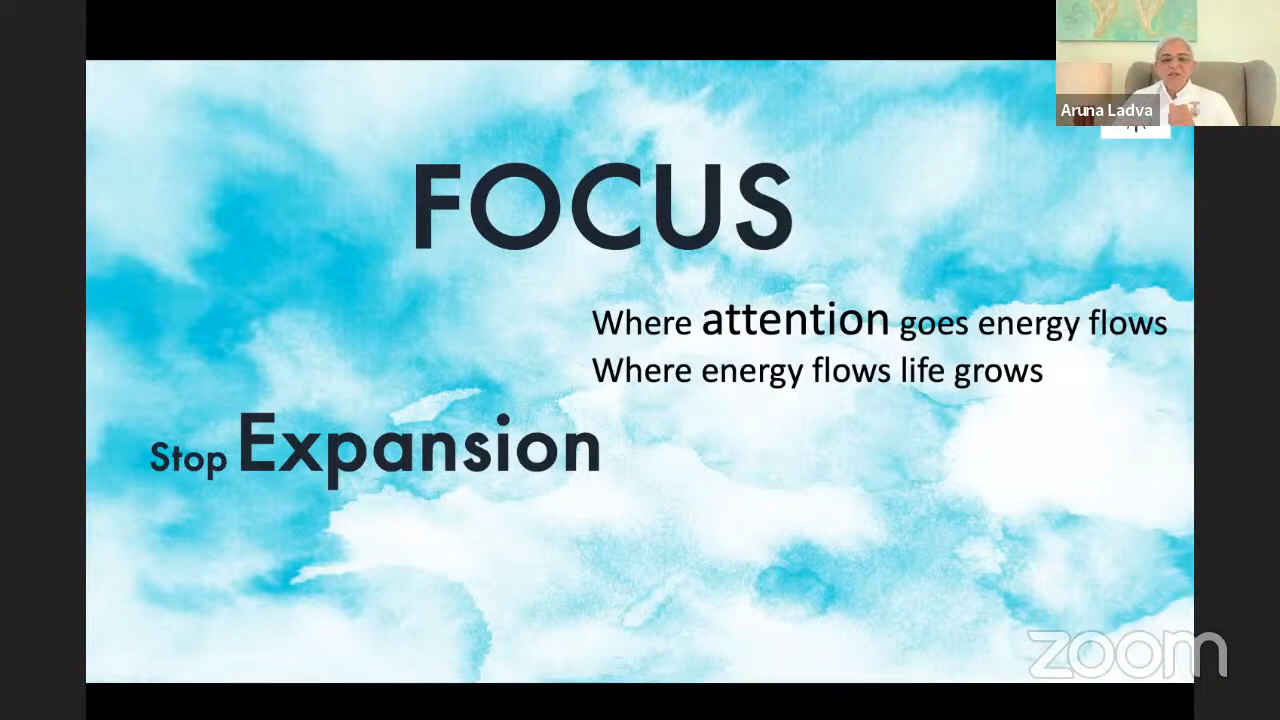 Aruna Ladva
FOCUS
Where attention goes energy flows
Where energy flows life grows
Stop Expansion
zoom